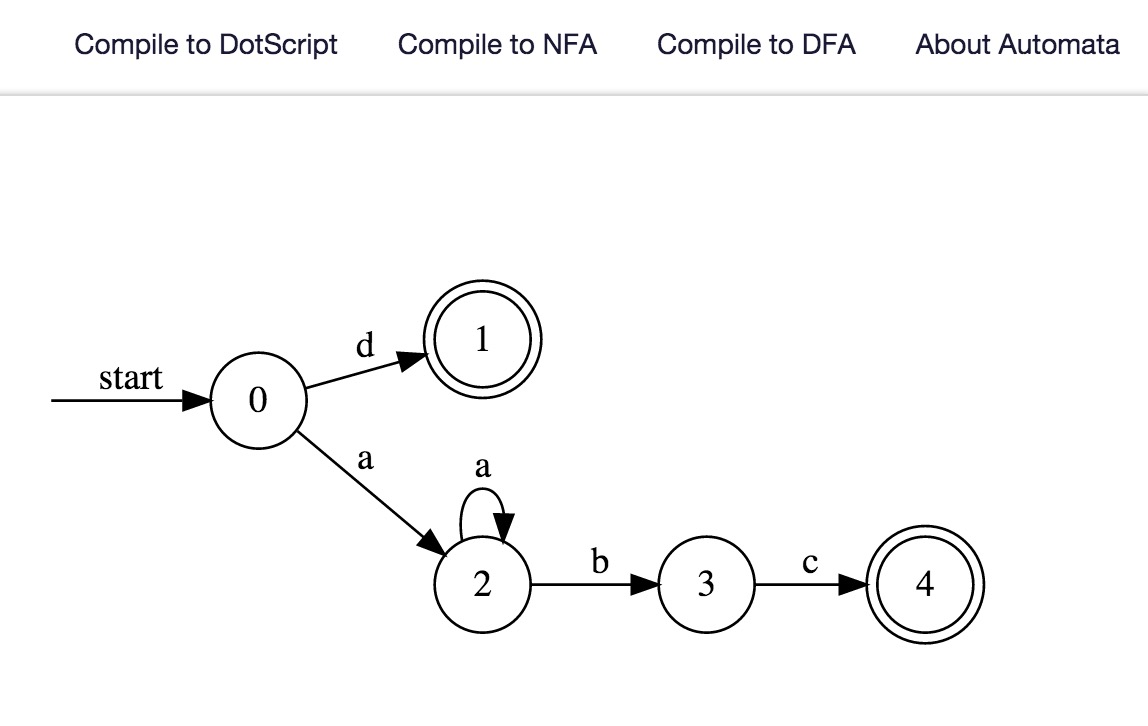 Compile to DotScript Compile to NFA Compile to DFA About Automata
d
1
start
0
a
a
b
c
2
3
4